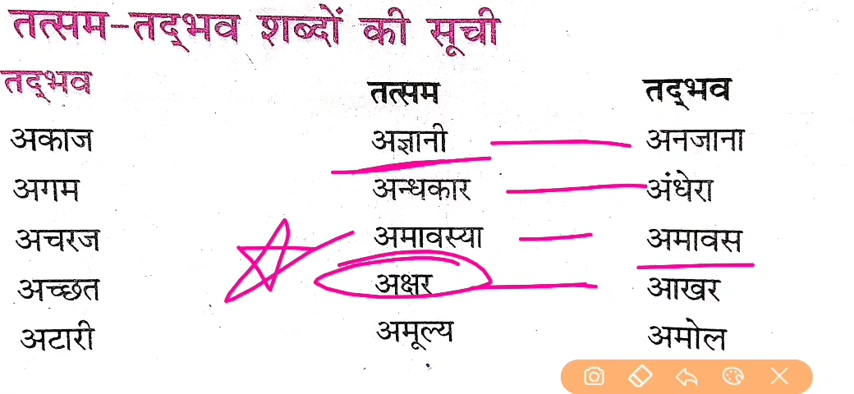 तत्सम-तद्‌भव शब्दों की सूची
तद्‌भव तत्सम तद्‌भव
अकाज अज्ञानी अनजाना
अगम अन्धकार अंधेरा
अचरज अमावस्या अमावस
अच्छत अक्षर आखर
अटारी अमूल्य अमोल